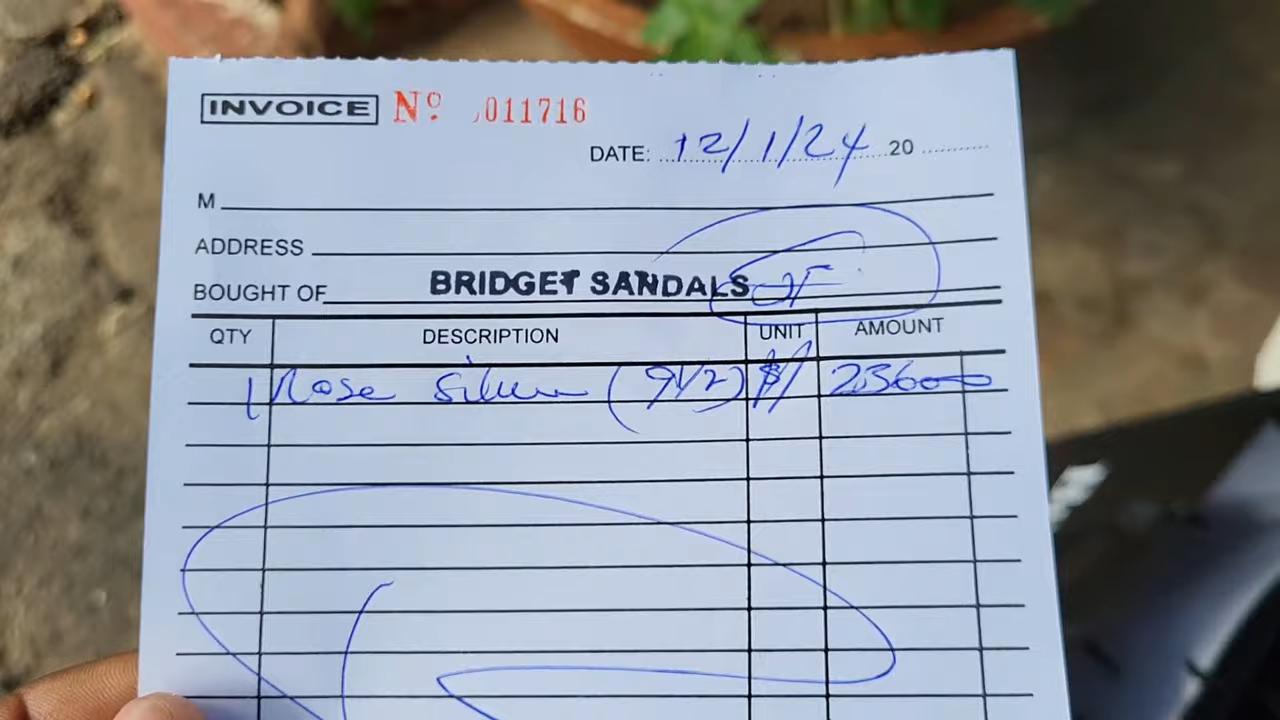 INVOICE Nº 011716
DATE: 12/1/24 20
M
ADDRESS
BOUGHT OF BRIDGET SANDALS
QTY DESCRIPTION UNIT AMOUNT
1 Rose silver (9 1/2) $